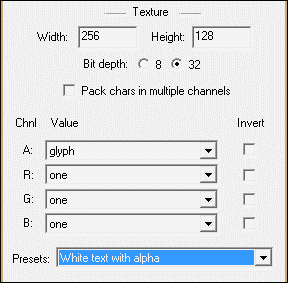 Texture
Width: 256 Height: 128
Bit depth: 8 32
Pack chars in multiple channels
Chnl Value Invert
A: glyph
R: one
G: one
B: one
Presets: White text with alpha